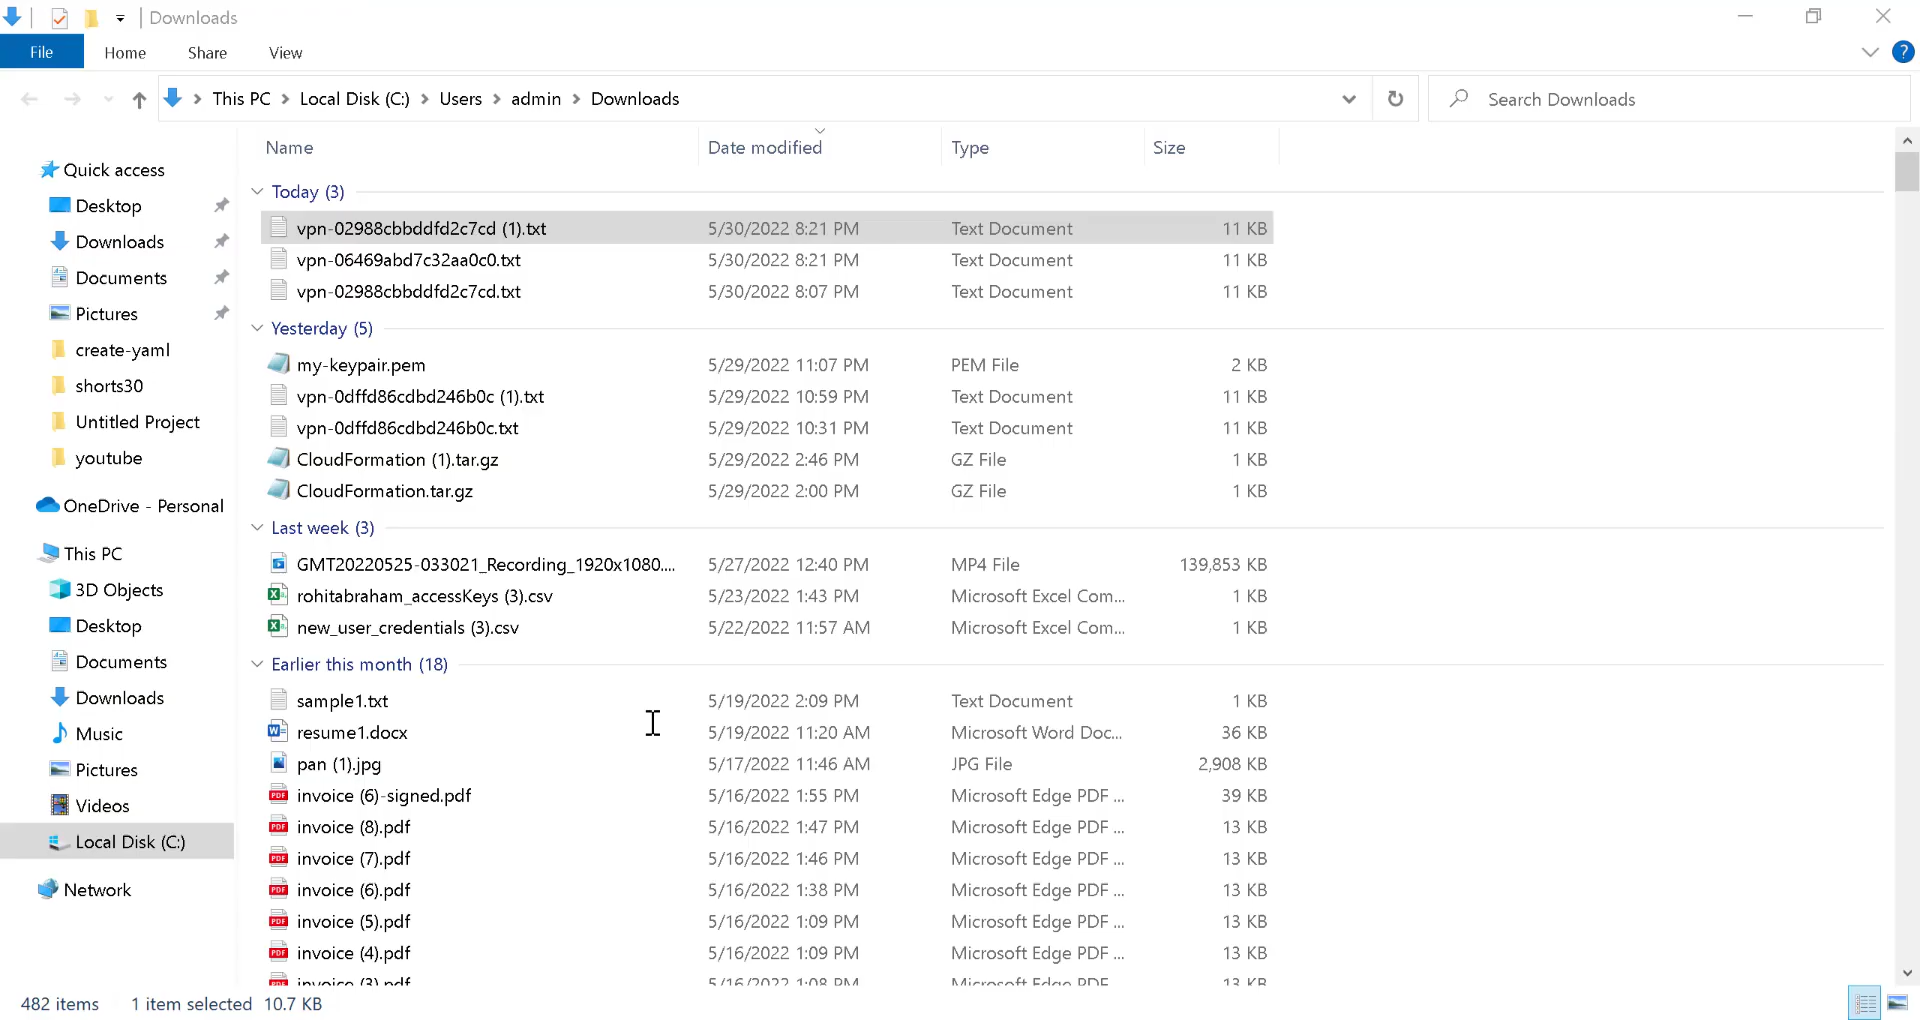 Downloads
File Home Share View
This PC Local Disk (C:) Users admin Downloads Search Downloads
Quick access
Desktop
Downloads
Documents
Pictures
create-yaml
shorts30
Untitled Project
youtube
OneDrive - Personal
This PC
3D Objects
Desktop
Documents
Downloads
Music
Pictures
Videos
Local Disk (C:)
Network
Name Date modified Type Size
Today (3)
vpn-02988cbbddfd2c7cd (1).txt 5/30/2022 8:21 PM Text Document 11 KB
vpn-06469abd7c32aa0c0.txt 5/30/2022 8:21 PM Text Document 11 KB
vpn-02988cbbddfd2c7cd.txt 5/30/2022 8:07 PM Text Document 11 KB
Yesterday (5)
my-keypair.pem 5/29/2022 11:07 PM PEM File 2 KB
vpn-0dffd86cdbd246b0c (1).txt 5/29/2022 10:59 PM Text Document 11 KB
vpn-0dffd86cdbd246b0c.txt 5/29/2022 10:31 PM Text Document 11 KB
CloudFormation (1).tar.gz 5/29/2022 2:46 PM GZ File 1 KB
CloudFormation.tar.gz 5/29/2022 2:00 PM GZ File 1 KB
Last week (3)
GMT20220525-033021_Recording_1920x1080.... 5/27/2022 12:40 PM MP4 File 139,853 KB
rohitabraham_accessKeys (3).csv 5/23/2022 1:43 PM Microsoft Excel Com... 1 KB
new_user_credentials (3).csv 5/22/2022 11:57 AM Microsoft Excel Com... 1 KB
Earlier this month (18)
sample1.txt 5/19/2022 2:09 PM Text Document 1 KB
resume1.docx 5/19/2022 11:20 AM Microsoft Word Doc... 36 KB
pan (1).jpg 5/17/2022 11:46 AM JPG File 2,908 KB
invoice (6)-signed.pdf 5/16/2022 1:55 PM Microsoft Edge PDF ... 39 KB
invoice (8).pdf 5/16/2022 1:47 PM Microsoft Edge PDF ... 13 KB
invoice (7).pdf 5/16/2022 1:46 PM Microsoft Edge PDF ... 13 KB
invoice (6).pdf 5/16/2022 1:38 PM Microsoft Edge PDF ... 13 KB
invoice (5).pdf 5/16/2022 1:09 PM Microsoft Edge PDF ... 13 KB
invoice (4).pdf 5/16/2022 1:09 PM Microsoft Edge PDF ... 13 KB
invoice (3).pdf 5/16/2022 1:08 PM Microsoft Edge PDF 13 KB
482 items 1 item selected 10.7 KB